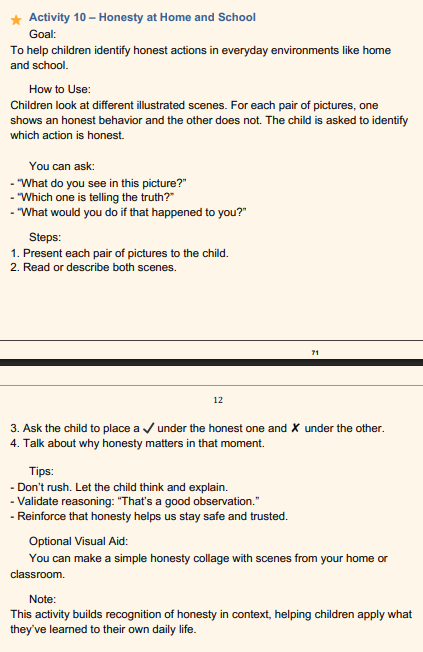 Activity 10 – Honesty at Home and School
Goal:
To help children identify honest actions in everyday environments like home
and school.
How to Use:
Children look at different illustrated scenes. For each pair of pictures, one
shows an honest behavior and the other does not. The child is asked to identify
which action is honest.
You can ask:
- “What do you see in this picture?”
- “Which one is telling the truth?”
- “What would you do if that happened to you?”
Steps:
1. Present each pair of pictures to the child.
2. Read or describe both scenes.
71
12
3. Ask the child to place a ✓ under the honest one and ✗ under the other.
4. Talk about why honesty matters in that moment.
Tips:
- Don’t rush. Let the child think and explain.
- Validate reasoning: “That’s a good observation.”
- Reinforce that honesty helps us stay safe and trusted.
Optional Visual Aid:
You can make a simple honesty collage with scenes from your home or
classroom.
Note:
This activity builds recognition of honesty in context, helping children apply what
they’ve learned to their own daily life.